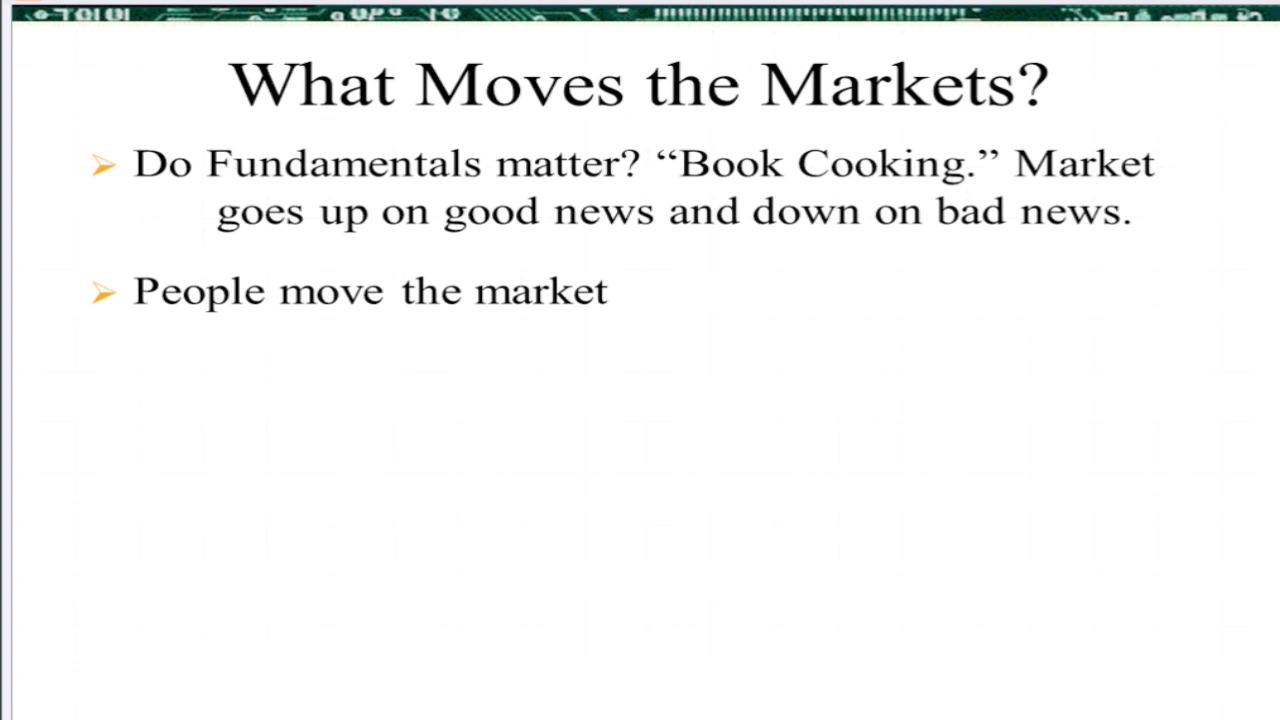 What Moves the Markets?
Do Fundamentals matter? “Book Cooking.” Market
goes up on good news and down on bad news.
People move the market